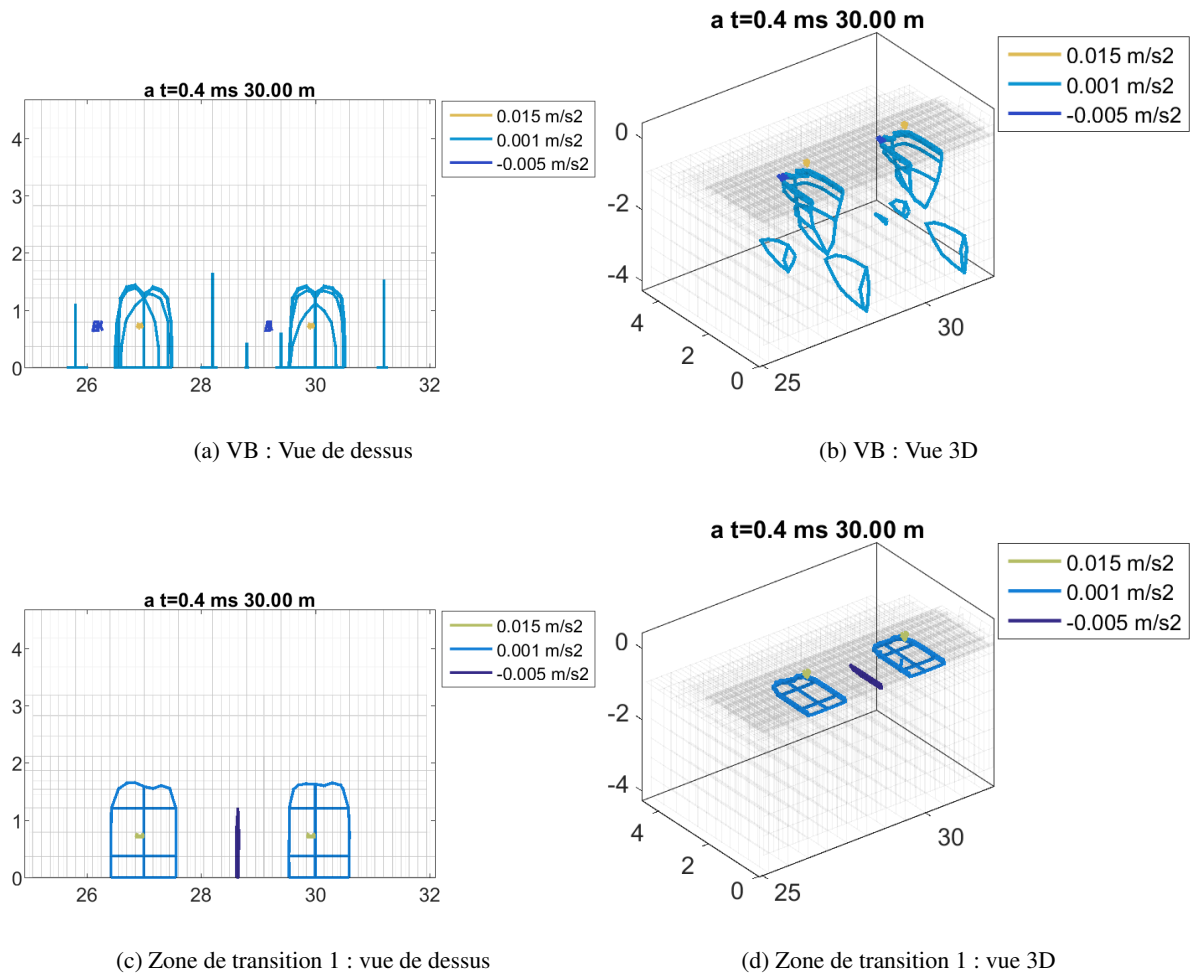 a t=0.4 ms 30.00 m
0.015 m/s2
0.001 m/s2
-0.005 m/s2
4
3
2
1
0
26
28
30
32
(a) VB : Vue de dessus
a t=0.4 ms 30.00 m
0.015 m/s2
0.001 m/s2
-0.005 m/s2
0
-2
-4
4
2
0
25
30
(b) VB : Vue 3D
a t=0.4 ms 30.00 m
0.015 m/s2
0.001 m/s2
-0.005 m/s2
4
3
2
1
0
26
28
30
32
(c) Zone de transition 1 : vue de dessus
a t=0.4 ms 30.00 m
0.015 m/s2
0.001 m/s2
-0.005 m/s2
0
-2
-4
4
2
0
25
30
(d) Zone de transition 1 : vue 3D